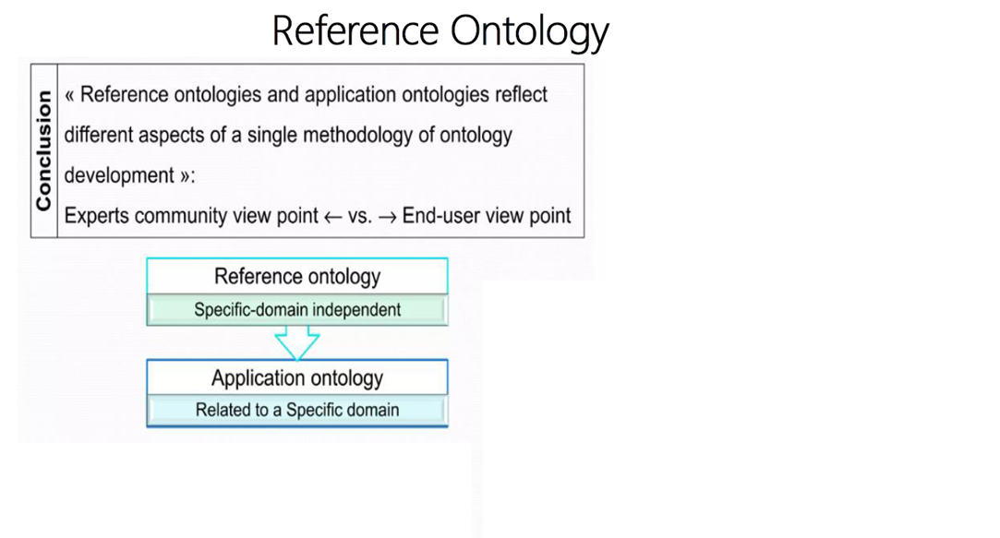 Reference Ontology
Conclusion
« Reference ontologies and application ontologies reflect
different aspects of a single methodology of ontology
development »:
Experts community view point ← vs. → End-user view point
Reference ontology
Specific-domain independent
Application ontology
Related to a Specific domain